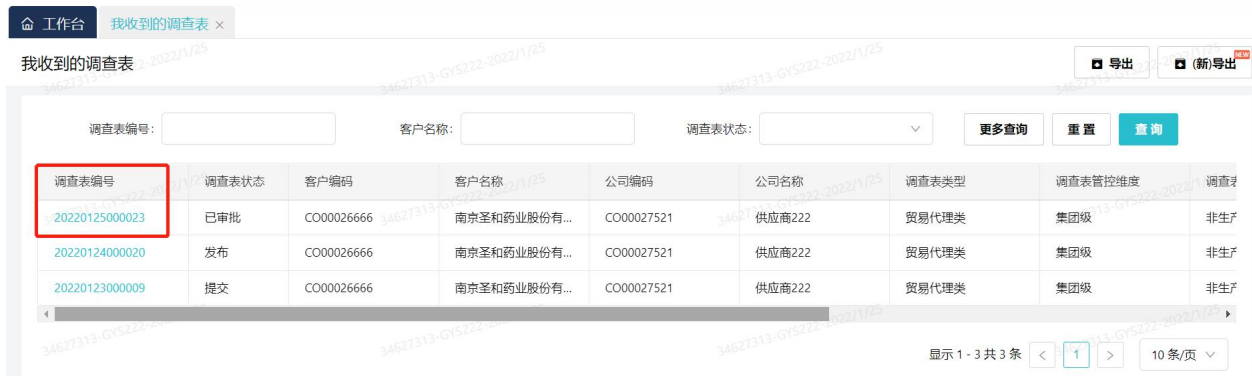 工作台 我收到的调查表 ×
我收到的调查表 导出 (新)导出 NEW
调查表编号: 客户名称: 调查表状态: 更多查询 重置 查询
调查表编号 调查表状态 客户编码 客户名称 公司编码 公司名称 调查表类型 调查表管控维度 调查表
20220125000023 已审批 CO00026666 南京圣和药业股份有... CO00027521 供应商222 贸易代理类 集团级 非生产
20220124000020 发布 CO00026666 南京圣和药业股份有... CO00027521 供应商222 贸易代理类 集团级 非生产
20220123000009 提交 CO00026666 南京圣和药业股份有... CO00027521 供应商222 贸易代理类 集团级 非生产
显示 1 - 3 共 3 条 < 1 > 10 条/页
34627313-GYS222-2022/1/25